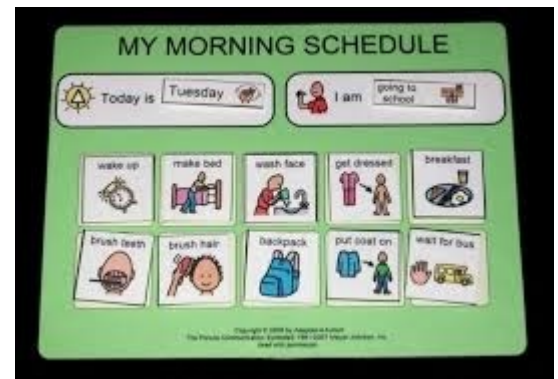 MY MORNING SCHEDULE
Today is Tuesday
I am going to school
wake up
make bed
wash face
get dressed
breakfast
brush teeth
brush hair
backpack
put coat on
wait for bus